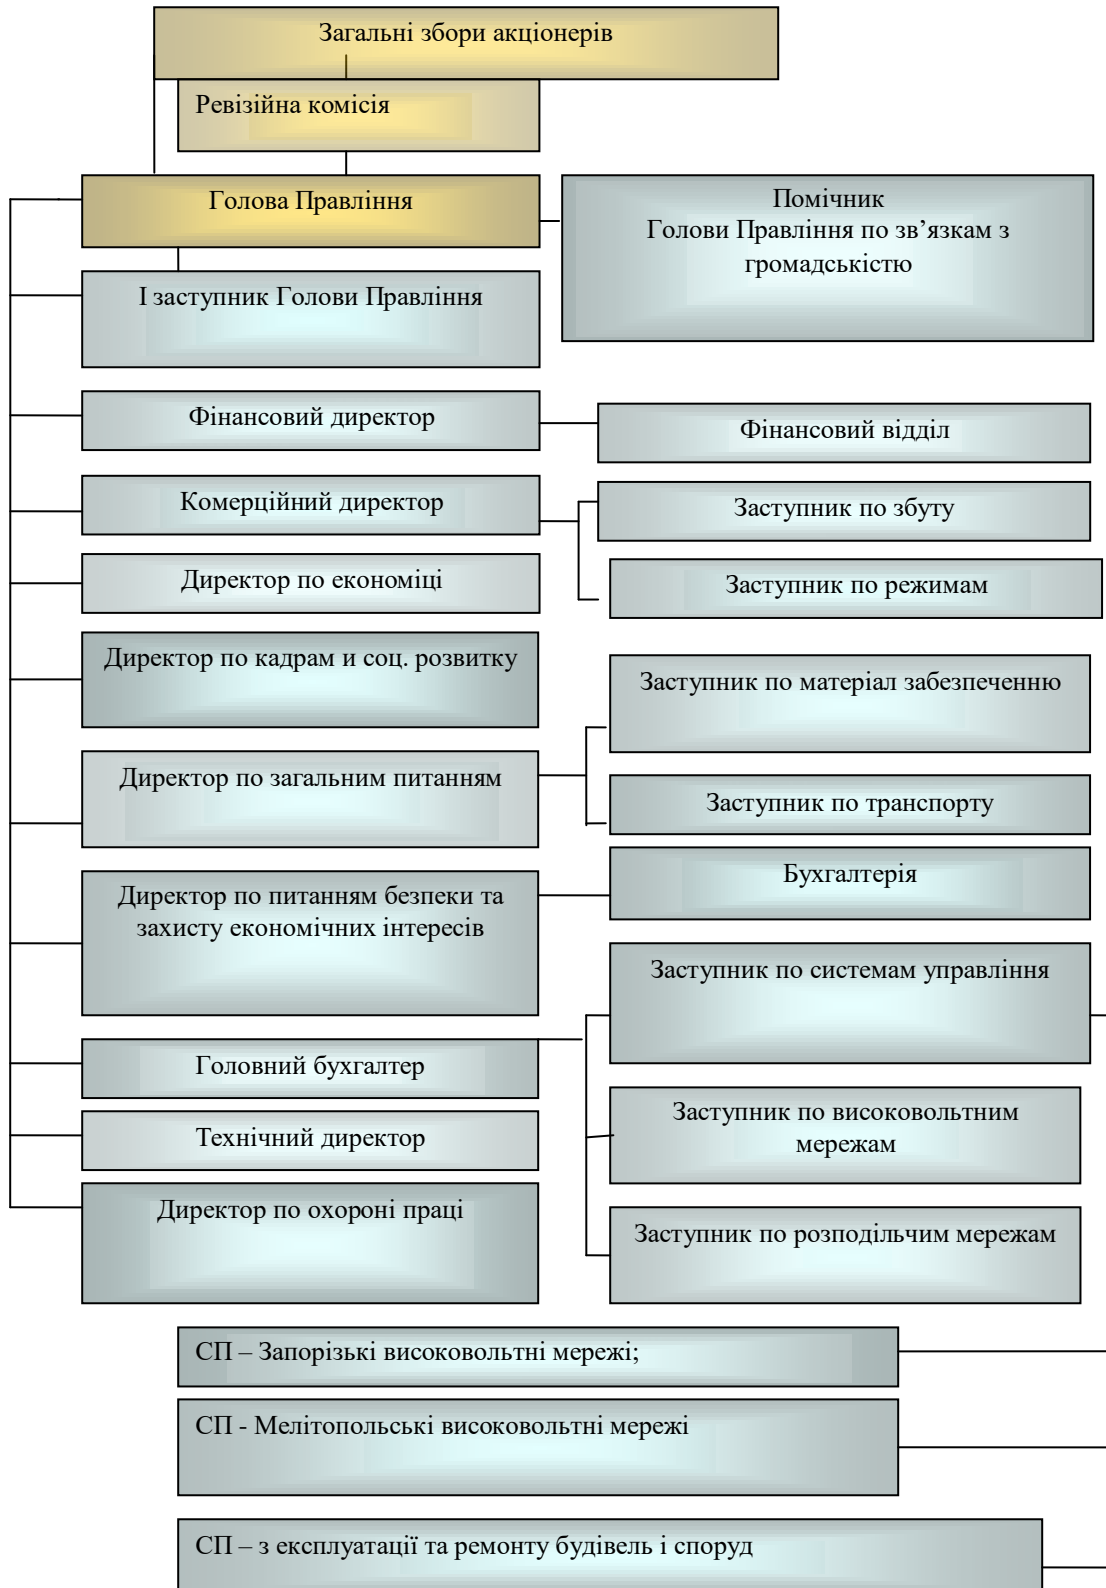 Загальні збори акціонерів
Ревізійна комісія
Голова Правління
Помічник
Голови Правління по зв’язкам з
громадськістю
І заступник Голови Правління
Фінансовий директор
Фінансовий відділ
Комерційний директор
Заступник по збуту
Директор по економіці
Заступник по режимам
Директор по кадрам и соц. розвитку
Заступник по матеріал забезпеченню
Директор по загальним питанням
Заступник по транспорту
Директор по питанням безпеки та
захисту економічних інтересів
Бухгалтерія
Заступник по системам управління
Головний бухгалтер
Заступник по високовольтним
мережам
Технічний директор
Директор по охороні праці
Заступник по розподільчим мережам
СП – Запорізькі високовольтні мережі;
СП - Мелітопольські високовольтні мережі
СП – з експлуатації та ремонту будівель і споруд